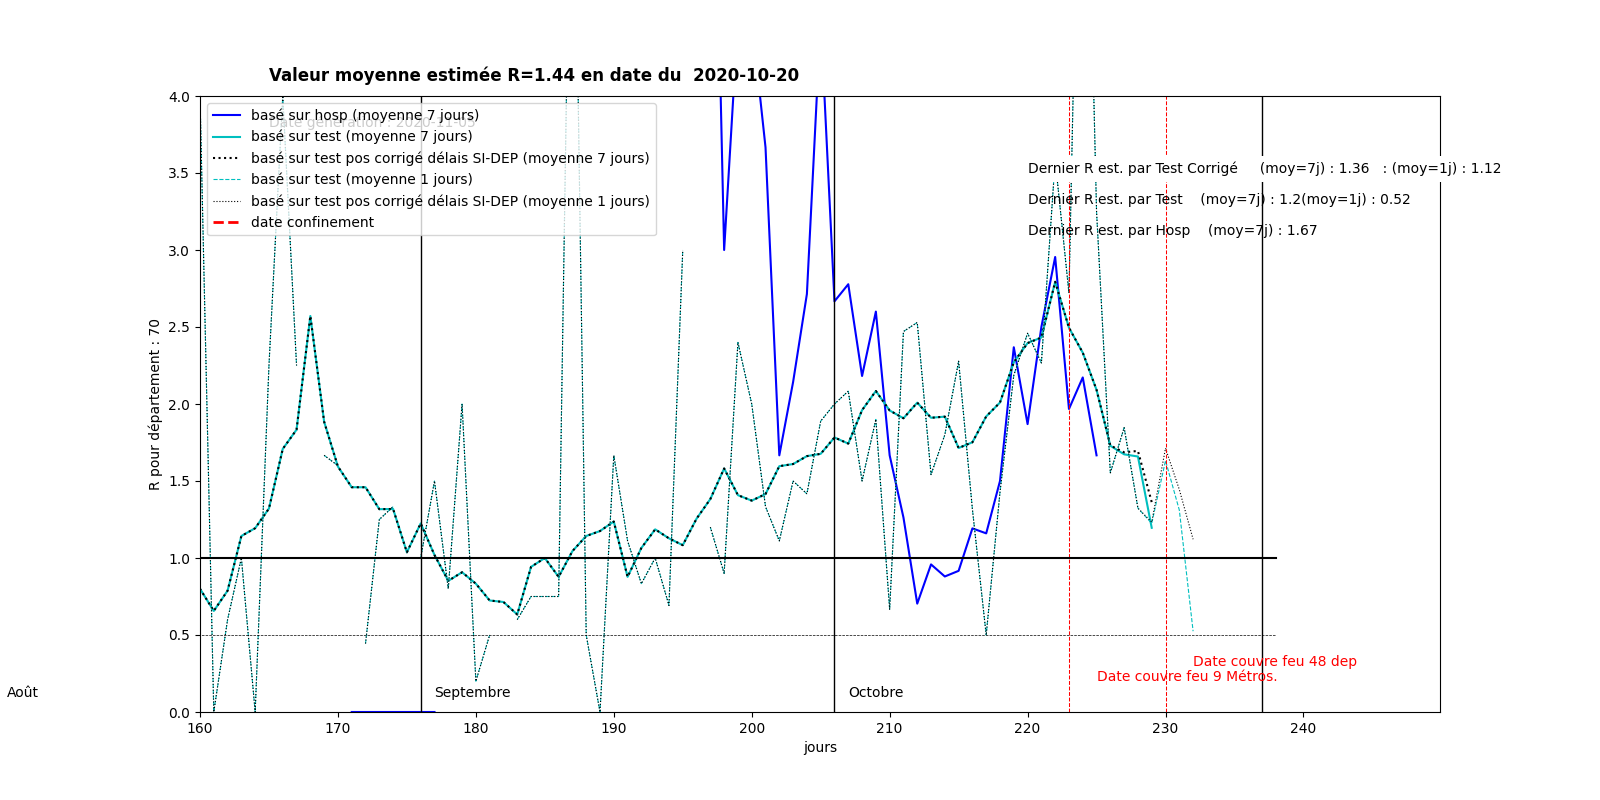 Valeur moyenne estimée R=1.44 en date du  2020-10-20
Date génération : 2020-11-05
basé sur hosp (moyenne 7 jours)
basé sur test (moyenne 7 jours)
basé sur test pos corrigé délais SI-DEP (moyenne 7 jours)
basé sur test (moyenne 1 jours)
basé sur test pos corrigé délais SI-DEP (moyenne 1 jours)
date confinement
Dernier R est. par Test Corrigé     (moy=7j) : 1.36   : (moy=1j) : 1.12
Dernier R est. par Test    (moy=7j) : 1.2(moy=1j) : 0.52
Dernier R est. par Hosp    (moy=7j) : 1.67
R pour département : 70
4.0
3.5
3.0
2.5
2.0
1.5
1.0
0.5
0.0
Date couvre feu 48 dep
Date couvre feu 9 Métros.
Août
Septembre
Octobre
160 170 180 190 200 210 220 230 240
jours